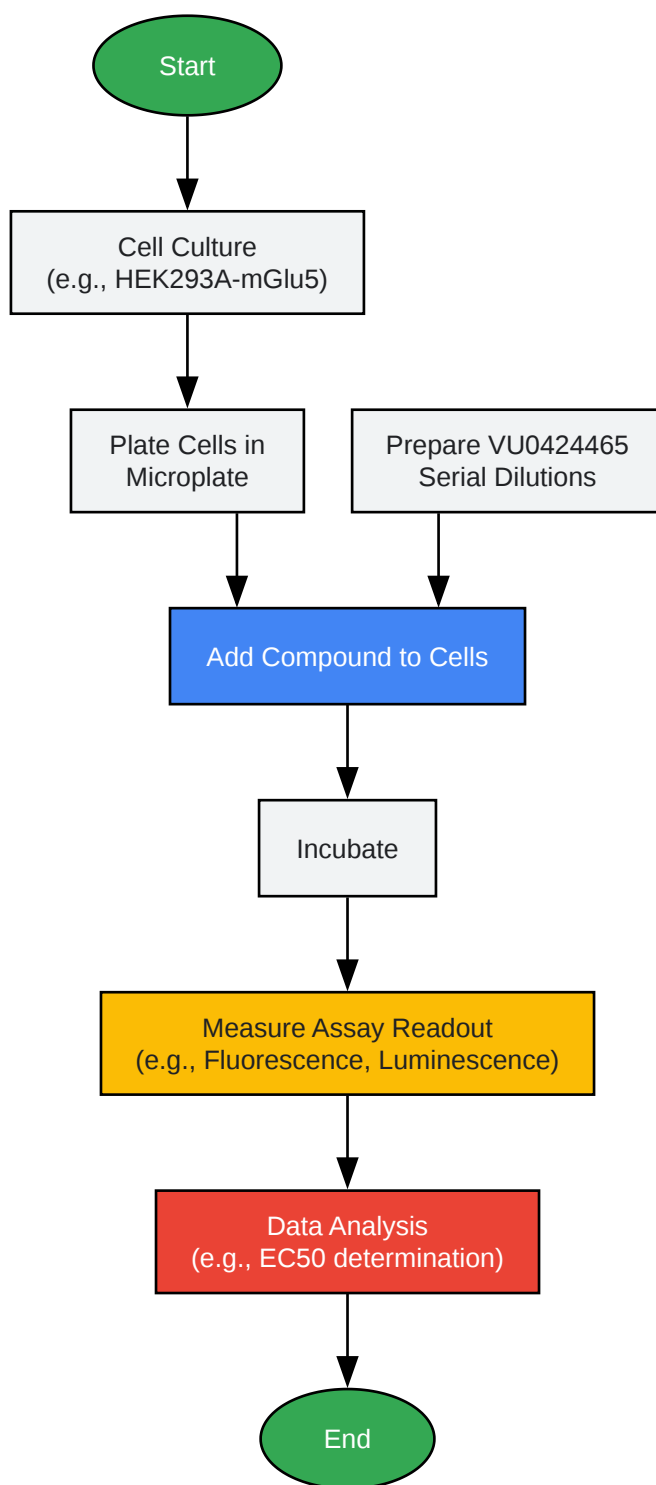 Start
Cell Culture
(e.g., HEK293A-mGlu5)
Plate Cells in
Microplate
Prepare VU0424465
Serial Dilutions
Add Compound to Cells
Incubate
Measure Assay Readout
(e.g., Fluorescence, Luminescence)
Data Analysis
(e.g., EC50 determination)
End